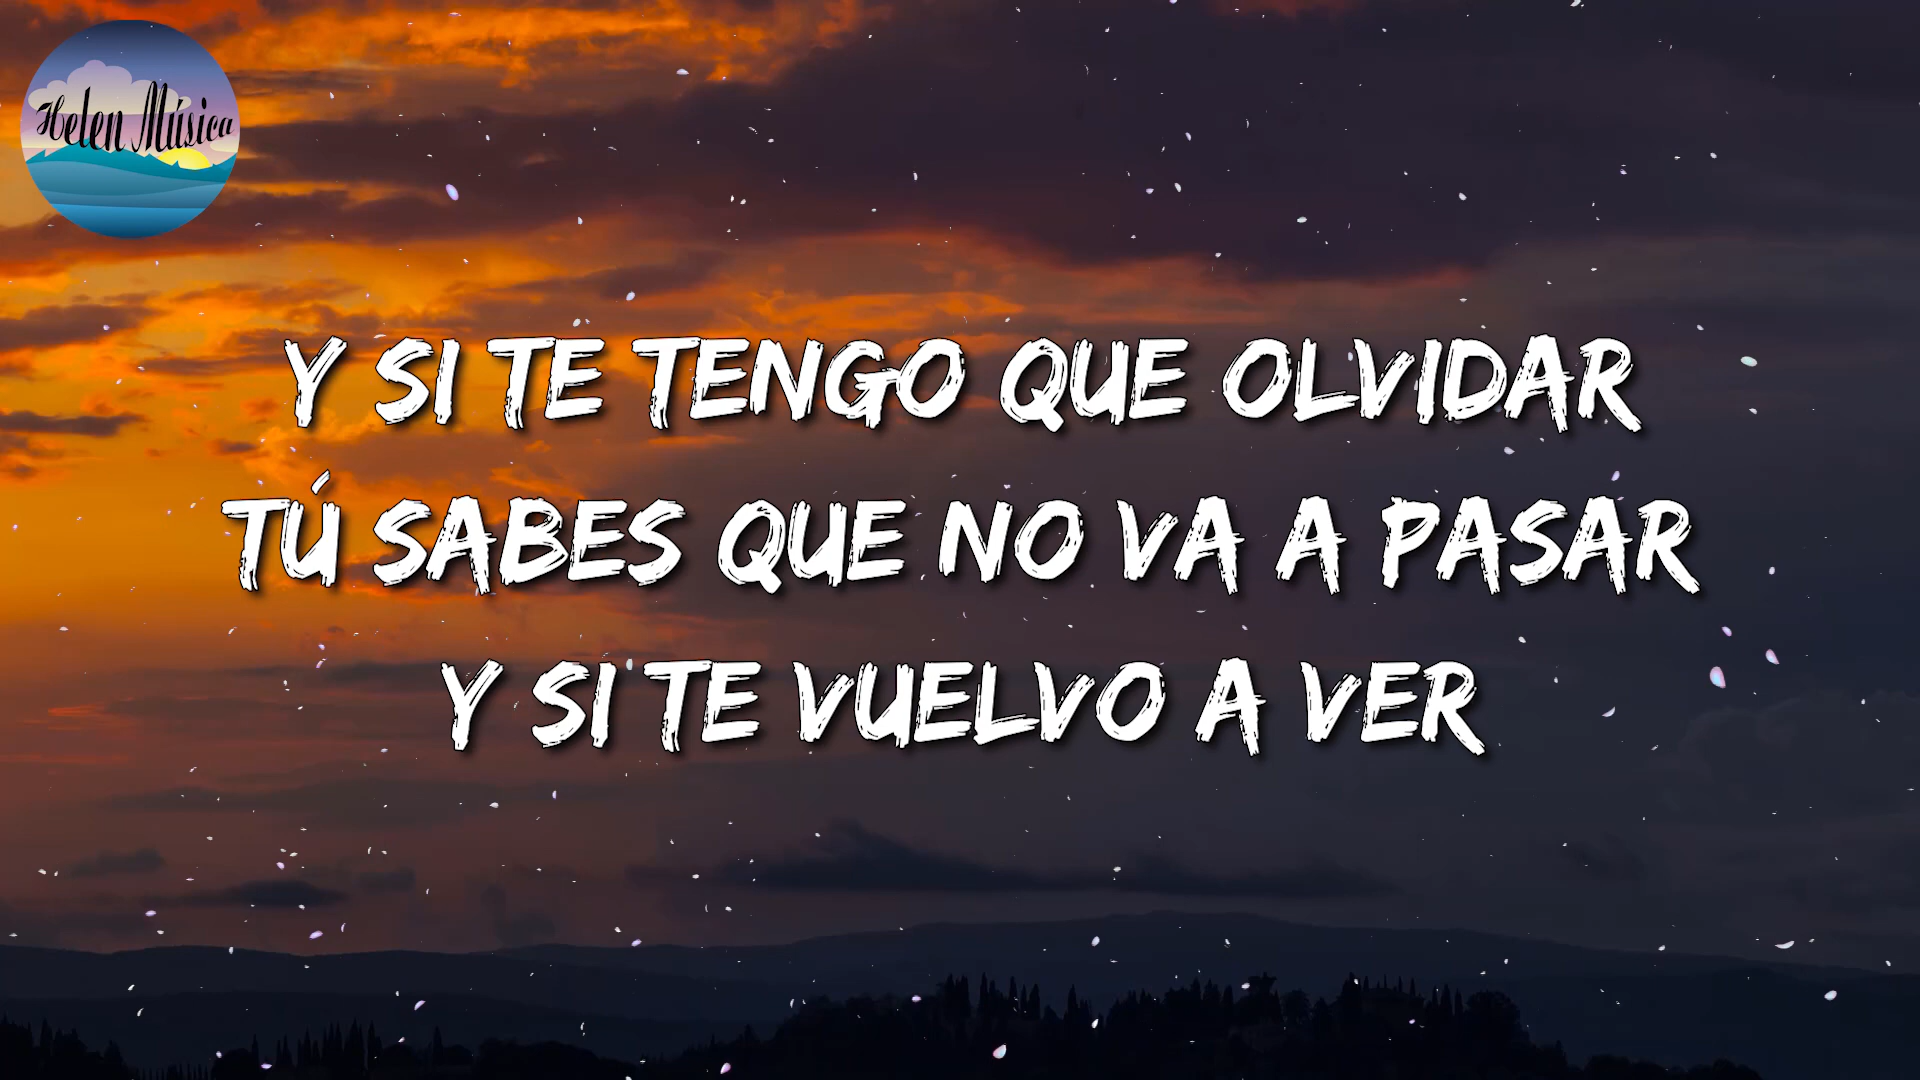 Helen Música
Y SI TE TENGO QUE OLVIDAR
TÚ SABES QUE NO VA A PASAR
Y SI TE VUELVO A VER